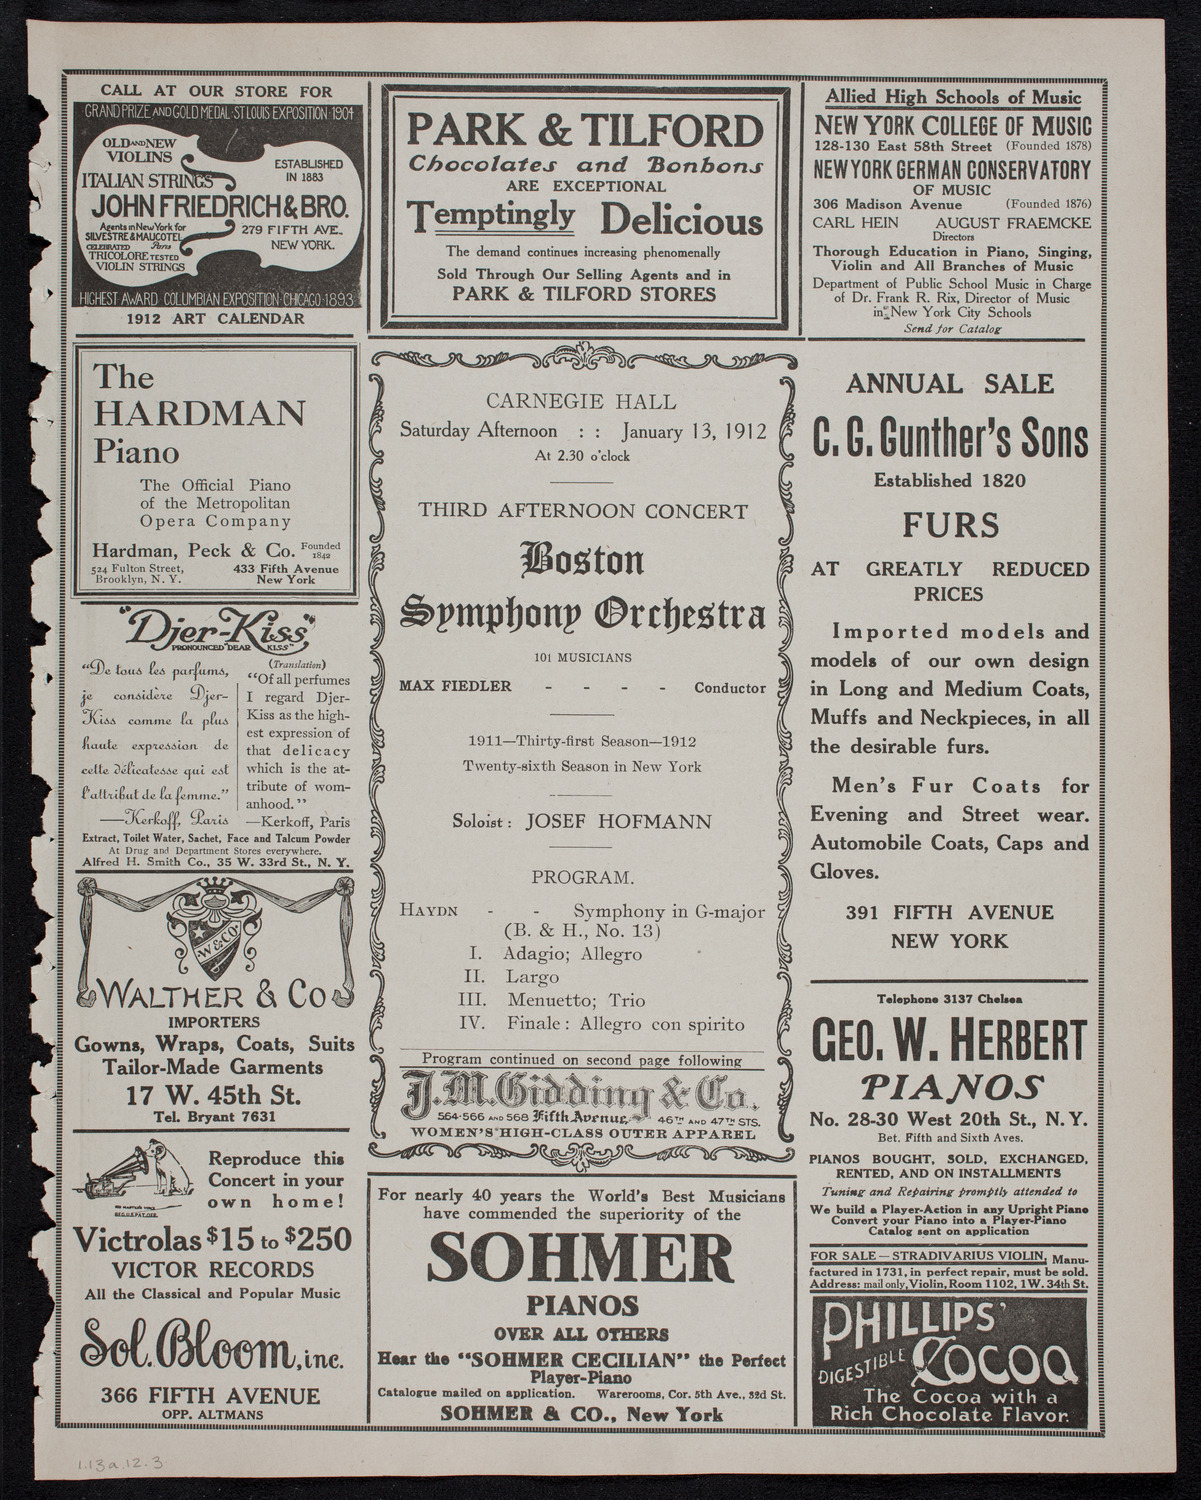 CALL AT OUR STORE FOR
GRAND PRIZE AND GOLD MEDAL · ST LOUIS EXPOSITION · 1904
OLD AND NEW
VIOLINS
ITALIAN STRINGS
ESTABLISHED
IN 1883
JOHN FRIEDRICH & BRO.
Agents in New York for
SILVESTRE & MAUCOTEL
CELEBRATED Paris
TRICOLORE TESTED
VIOLIN STRINGS
279 FIFTH AVE.
NEW YORK.
HIGHEST AWARD COLUMBIAN EXPOSITION · CHICAGO · 1893
1912 ART CALENDAR
The
HARDMAN
Piano
The Official Piano
of the Metropolitan
Opera Company
Hardman, Peck & Co. Founded 1842
524 Fulton Street,
Brooklyn, N. Y.
433 Fifth Avenue
New York
"Djer-Kiss"
PRONOUNCED "DEAR KISS"
"De tous les parfums,
je considère Djer-
Kiss comme la plus
haute expression de
cette délicatesse qui est
l'attribut de la femme."
—Kerkoff, Paris
(Translation)
"Of all perfumes
I regard Djer-
Kiss as the high-
est expression of
that delicacy
which is the at-
tribute of wom-
anhood."
—Kerkoff, Paris
Extract, Toilet Water, Sachet, Face and Talcum Powder
At Drug and Department Stores everywhere.
Alfred H. Smith Co., 35 W. 33rd St., N. Y.
W & CO.
WALTHER & CO
IMPORTERS
Gowns, Wraps, Coats, Suits
Tailor-Made Garments
17 W. 45th St.
Tel. Bryant 7631
HIS MASTER'S VOICE
REG. U.S. PAT. OFF.
Reproduce this
Concert in your
own home!
Victrolas $15 to $250
VICTOR RECORDS
All the Classical and Popular Music
Sol. Bloom, inc.
366 FIFTH AVENUE
OPP. ALTMANS
PARK & TILFORD
Chocolates and Bonbons
ARE EXCEPTIONAL
Temptingly Delicious
The demand continues increasing phenomenally
Sold Through Our Selling Agents and in
PARK & TILFORD STORES
CARNEGIE HALL
Saturday Afternoon : : January 13, 1912
At 2.30 o'clock
THIRD AFTERNOON CONCERT
Boston
Symphony Orchestra
101 MUSICIANS
MAX FIEDLER - - - - Conductor
1911—Thirty-first Season—1912
Twenty-sixth Season in New York
Soloist: JOSEF HOFMANN
PROGRAM.
HAYDN - - Symphony in G-major
(B. & H., No. 13)
I. Adagio; Allegro
II. Largo
III. Menuetto; Trio
IV. Finale: Allegro con spirito
Program continued on second page following
J. M. Gidding & Co.
564-566 AND 568 Fifth Avenue, 46TH AND 47TH STS.
WOMEN'S HIGH-CLASS OUTER APPAREL
For nearly 40 years the World's Best Musicians
have commended the superiority of the
SOHMER
PIANOS
OVER ALL OTHERS
Hear the "SOHMER CECILIAN" the Perfect
Player-Piano
Catalogue mailed on application. Warerooms, Cor. 5th Ave., 32d St.
SOHMER & CO., New York
Allied High Schools of Music
NEW YORK COLLEGE OF MUSIC
128-130 East 58th Street (Founded 1878)
NEW YORK GERMAN CONSERVATORY
OF MUSIC
306 Madison Avenue (Founded 1876)
CARL HEIN AUGUST FRAEMCKE
Directors
Thorough Education in Piano, Singing,
Violin and All Branches of Music
Department of Public School Music in Charge
of Dr. Frank R. Rix, Director of Music
in New York City Schools
Send for Catalog
ANNUAL SALE
C. G. Gunther's Sons
Established 1820
FURS
AT GREATLY REDUCED
PRICES
Imported models and
models of our own design
in Long and Medium Coats,
Muffs and Neckpieces, in all
the desirable furs.
Men's Fur Coats for
Evening and Street wear.
Automobile Coats, Caps and
Gloves.
391 FIFTH AVENUE
NEW YORK
Telephone 3137 Chelsea
GEO. W. HERBERT
PIANOS
No. 28-30 West 20th St., N. Y.
Bet. Fifth and Sixth Aves.
PIANOS BOUGHT, SOLD, EXCHANGED,
RENTED, AND ON INSTALLMENTS
Tuning and Repairing promptly attended to
We build a Player-Action in any Upright Piano
Convert your Piano into a Player-Piano
Catalog sent on application
FOR SALE—STRADIVARIUS VIOLIN, Manu-
factured in 1731, in perfect repair, must be sold.
Address: mail only, Violin, Room 1102, 1 W. 34th St.
PHILLIPS'
DIGESTIBLE COCOA
The Cocoa with a
Rich Chocolate Flavor.
1.13a.12.3